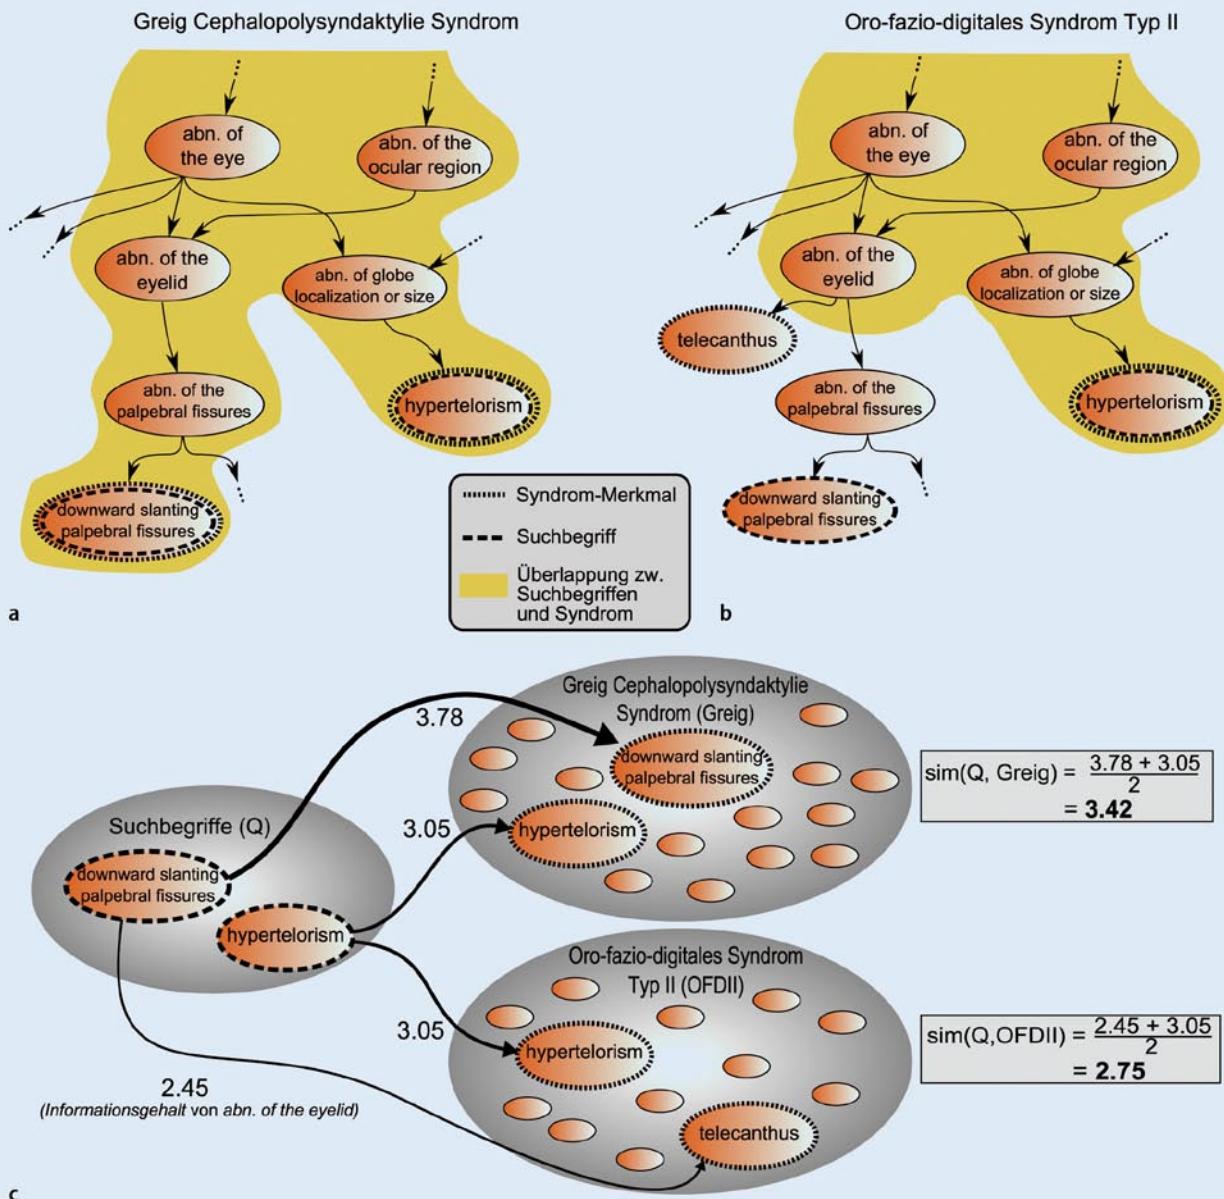 Greig Cephalopolysyndaktylie Syndrom
abn. of
the eye
abn. of the
ocular region
abn. of the
eyelid
abn. of globe
localization or size
abn. of the
palpebral fissures
hypertelorism
downward slanting
palpebral fissures
a
Oro-fazio-digitales Syndrom Typ II
abn. of
the eye
abn. of the
ocular region
abn. of the
eyelid
abn. of globe
localization or size
telecanthus
abn. of the
palpebral fissures
hypertelorism
downward slanting
palpebral fissures
b
Syndrom-Merkmal
Suchbegriff
Überlappung zw.
Suchbegriffen
und Syndrom
Suchbegriffe (Q)
downward slanting
palpebral fissures
hypertelorism
3.78
3.05
3.05
2.45
(Informationsgehalt von abn. of the eyelid)
Greig Cephalopolysyndaktylie
Syndrom (Greig)
downward slanting
palpebral fissures
hypertelorism
Oro-fazio-digitales Syndrom
Typ II (OFDII)
hypertelorism
telecanthus
sim(Q, Greig) = 3.78 + 3.05
2
= 3.42
sim(Q,OFDII) = 2.45 + 3.05
2
= 2.75
c